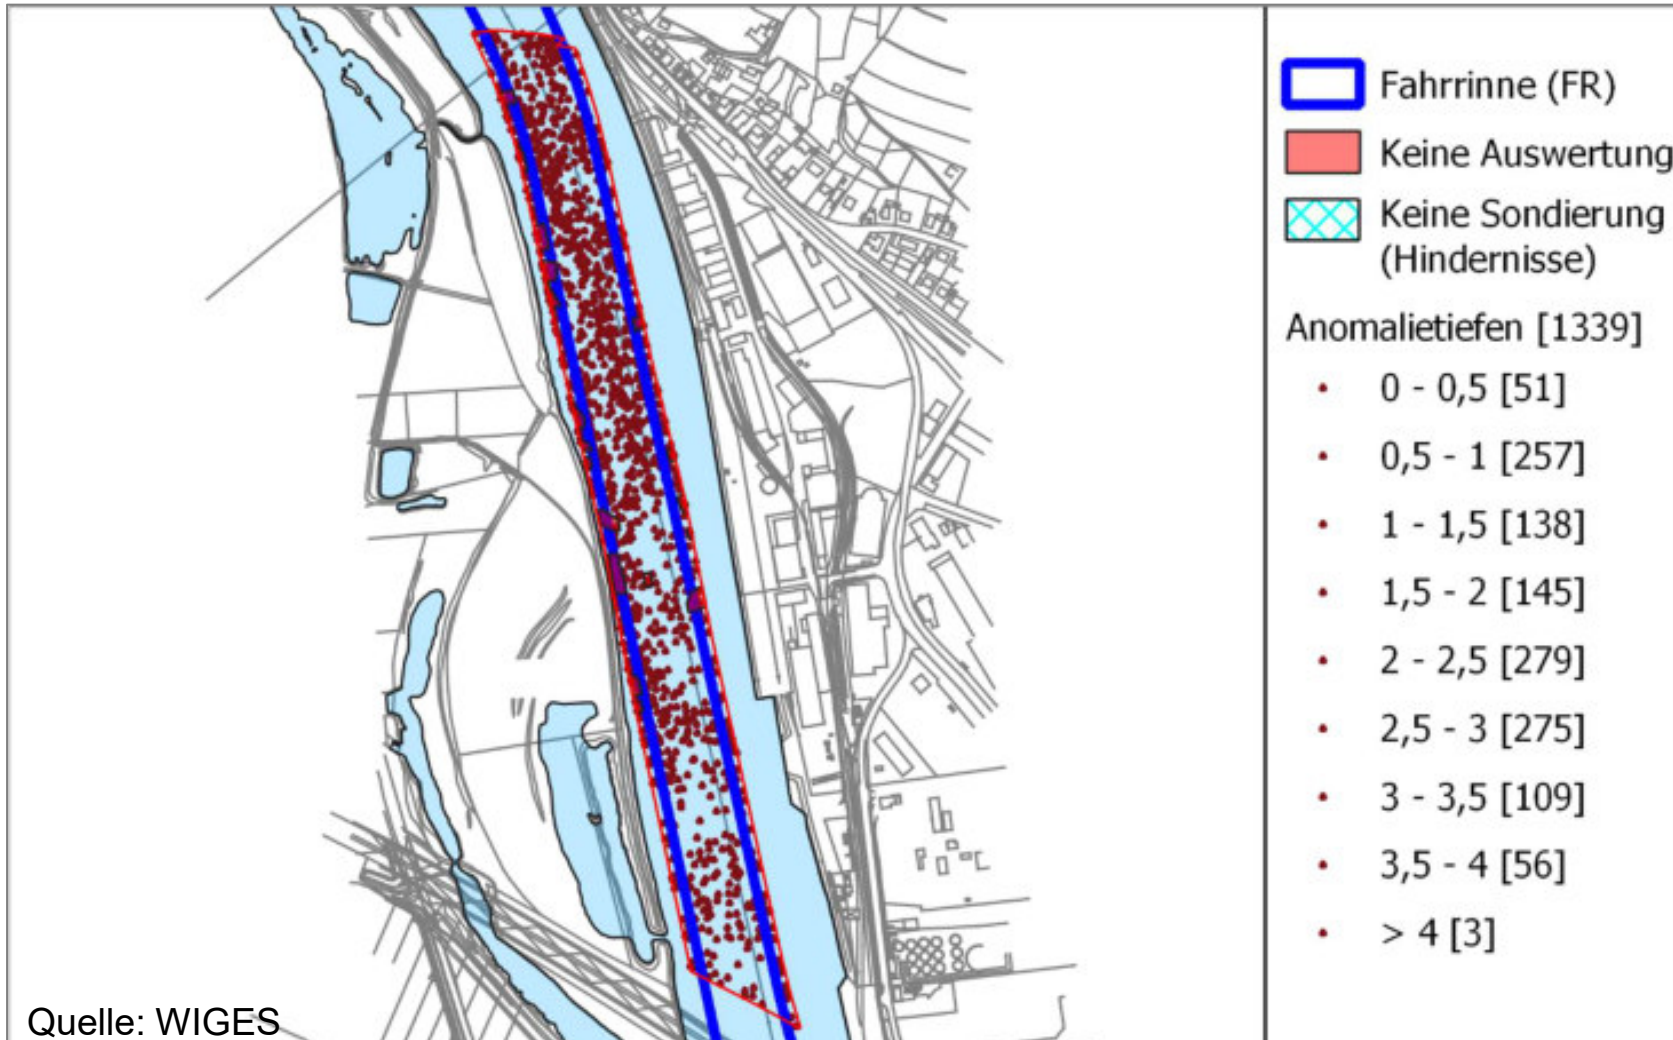 Fahrrinne (FR)
Keine Auswertung
Keine Sondierung
(Hindernisse)
Anomalietiefen [1339]
0 - 0,5 [51]
0,5 - 1 [257]
1 - 1,5 [138]
1,5 - 2 [145]
2 - 2,5 [279]
2,5 - 3 [275]
3 - 3,5 [109]
3,5 - 4 [56]
> 4 [3]
Quelle: WIGES